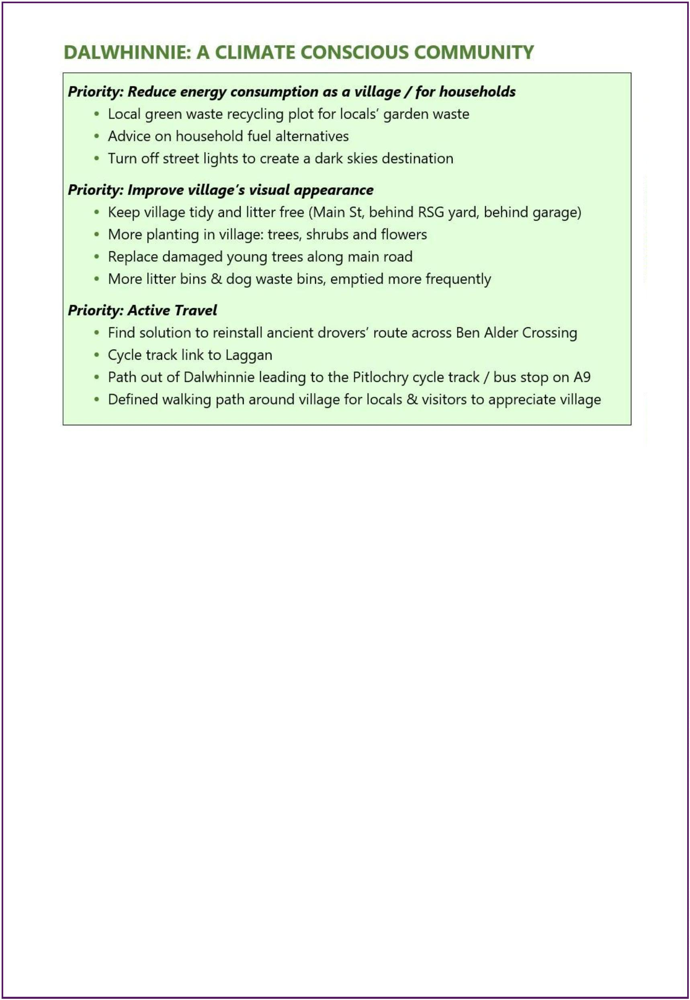 DALWHINNIE: A CLIMATE CONSCIOUS COMMUNITY
Priority: Reduce energy consumption as a village / for households
• Local green waste recycling plot for locals’ garden waste
• Advice on household fuel alternatives
• Turn off street lights to create a dark skies destination
Priority: Improve village’s visual appearance
• Keep village tidy and litter free (Main St, behind RSG yard, behind garage)
• More planting in village: trees, shrubs and flowers
• Replace damaged young trees along main road
• More litter bins & dog waste bins, emptied more frequently
Priority: Active Travel
• Find solution to reinstall ancient drovers’ route across Ben Alder Crossing
• Cycle track link to Laggan
• Path out of Dalwhinnie leading to the Pitlochry cycle track / bus stop on A9
• Defined walking path around village for locals & visitors to appreciate village